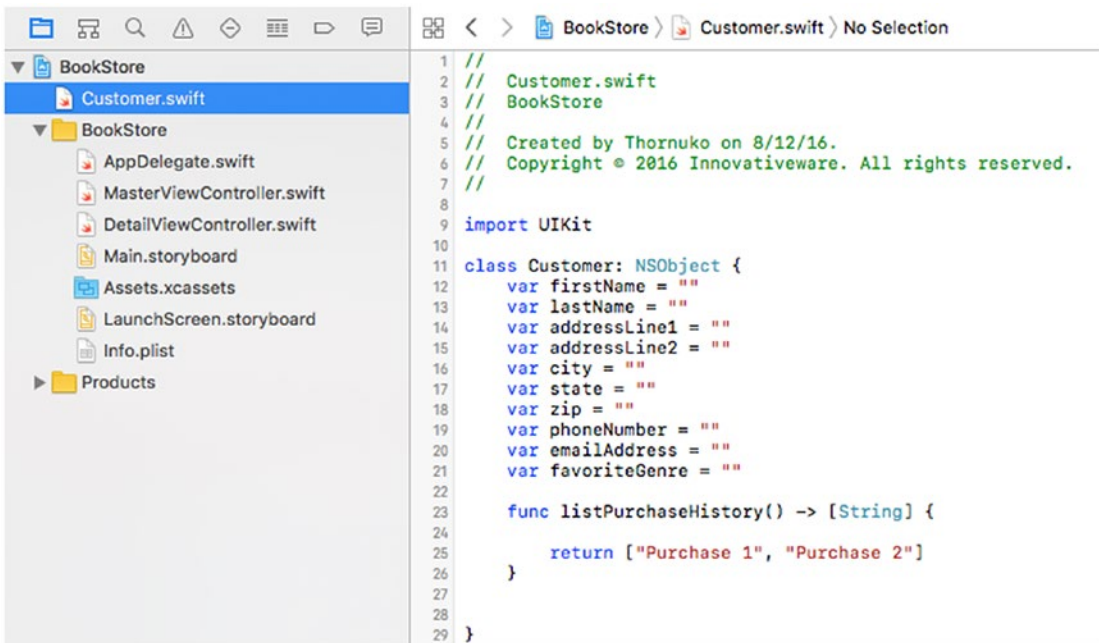 BookStore
Customer.swift
BookStore
AppDelegate.swift
MasterViewController.swift
DetailViewController.swift
Main.storyboard
Assets.xcassets
LaunchScreen.storyboard
Info.plist
Products
BookStore 〉 Customer.swift 〉 No Selection
1 //
2 //  Customer.swift
3 //  BookStore
4 //
5 //  Created by Thornuko on 8/12/16.
6 //  Copyright © 2016 Innovativeware. All rights reserved.
7 //
8
9 import UIKit
10
11 class Customer: NSObject {
12     var firstName = ""
13     var lastName = ""
14     var addressLine1 = ""
15     var addressLine2 = ""
16     var city = ""
17     var state = ""
18     var zip = ""
19     var phoneNumber = ""
20     var emailAddress = ""
21     var favoriteGenre = ""
22
23     func listPurchaseHistory() -> [String] {
24
25         return ["Purchase 1", "Purchase 2"]
26     }
27
28
29 }